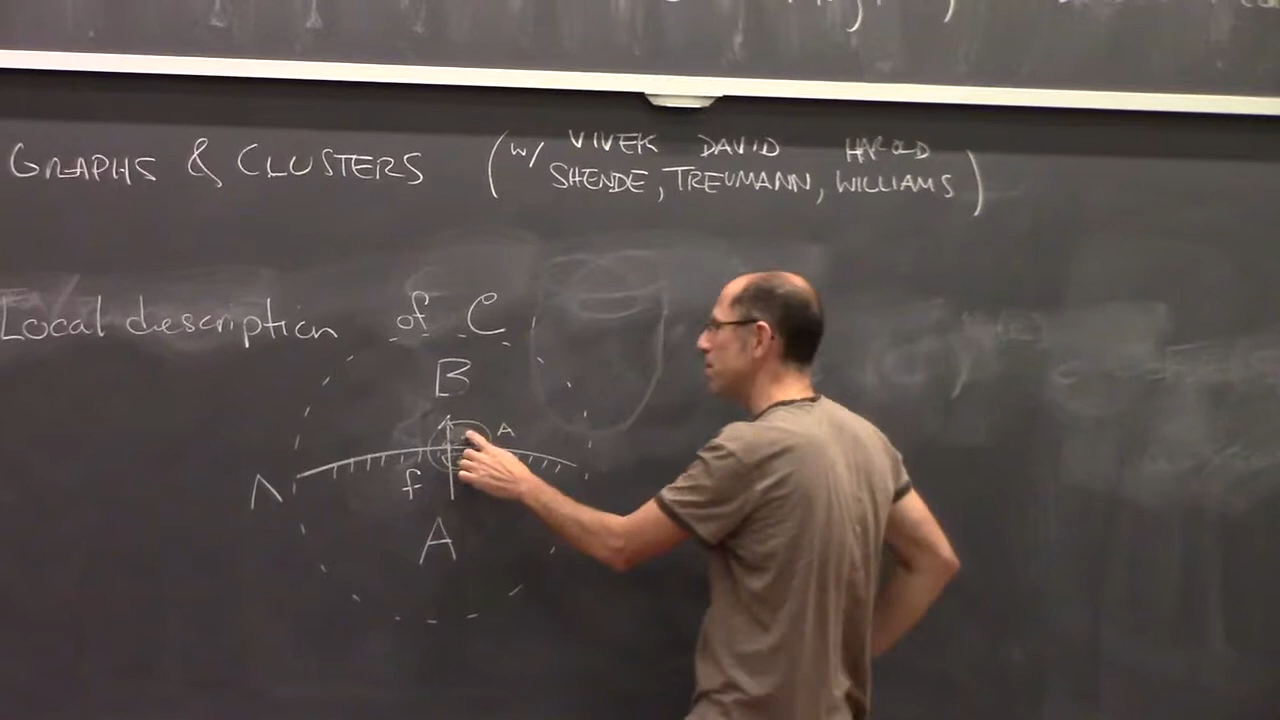 GRAPHS & CLUSTERS (w/ VIVEK SHENDE, DAVID TREUMANN, HAROLD WILLIAMS)
Local description of C
B
A
Λ
f
A